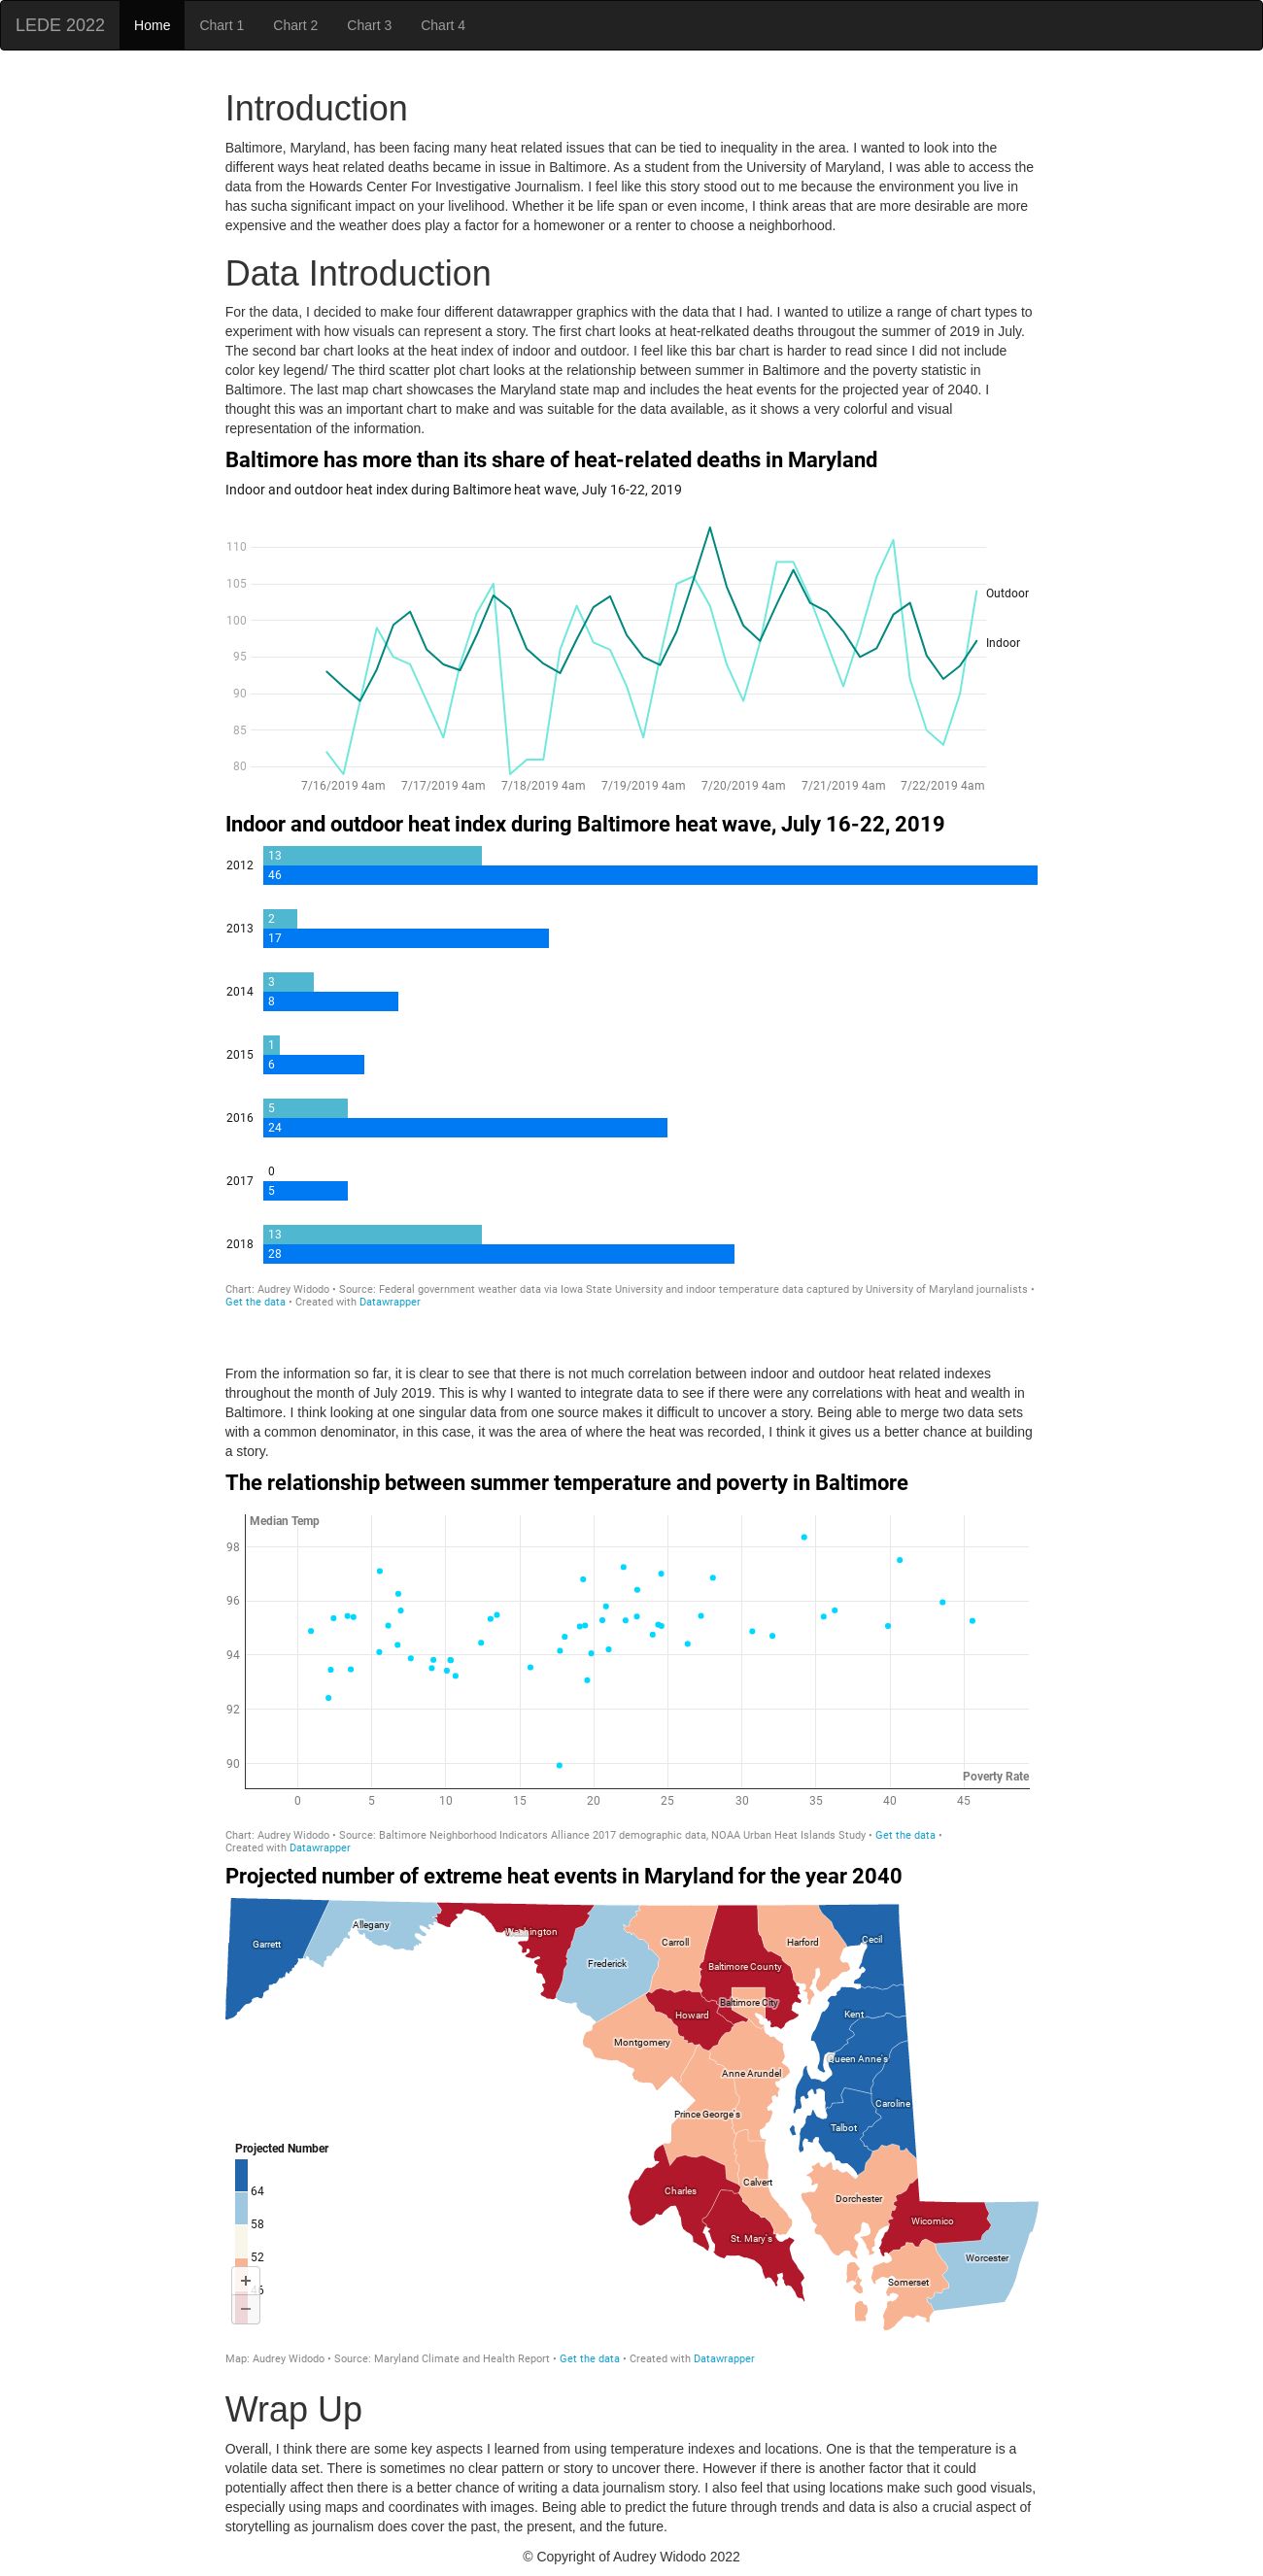 LEDE 2022 Home Chart 1 Chart 2 Chart 3 Chart 4
Introduction
Baltimore, Maryland, has been facing many heat related issues that can be tied to inequality in the area. I wanted to look into the
different ways heat related deaths became in issue in Baltimore. As a student from the University of Maryland, I was able to access the
data from the Howards Center For Investigative Journalism. I feel like this story stood out to me because the environment you live in
has sucha significant impact on your livelihood. Whether it be life span or even income, I think areas that are more desirable are more
expensive and the weather does play a factor for a homewoner or a renter to choose a neighborhood.
Data Introduction
For the data, I decided to make four different datawrapper graphics with the data that I had. I wanted to utilize a range of chart types to
experiment with how visuals can represent a story. The first chart looks at heat-relkated deaths througout the summer of 2019 in July.
The second bar chart looks at the heat index of indoor and outdoor. I feel like this bar chart is harder to read since I did not include
color key legend/ The third scatter plot chart looks at the relationship between summer in Baltimore and the poverty statistic in
Baltimore. The last map chart showcases the Maryland state map and includes the heat events for the projected year of 2040. I
thought this was an important chart to make and was suitable for the data available, as it shows a very colorful and visual
representation of the information.
Baltimore has more than its share of heat-related deaths in Maryland
Indoor and outdoor heat index during Baltimore heat wave, July 16-22, 2019
110
105
Outdoor
100
95
Indoor
90
85
80
7/16/2019 4am 7/17/2019 4am 7/18/2019 4am 7/19/2019 4am 7/20/2019 4am 7/21/2019 4am 7/22/2019 4am
Indoor and outdoor heat index during Baltimore heat wave, July 16-22, 2019
2012
13
46
2013
2
17
2014
3
8
2015
1
6
2016
5
24
2017
0
5
2018
13
28
Chart: Audrey Widodo • Source: Federal government weather data via Iowa State University and indoor temperature data captured by University of Maryland journalists •
Get the data • Created with Datawrapper
From the information so far, it is clear to see that there is not much correlation between indoor and outdoor heat related indexes
throughout the month of July 2019. This is why I wanted to integrate data to see if there were any correlations with heat and wealth in
Baltimore. I think looking at one singular data from one source makes it difficult to uncover a story. Being able to merge two data sets
with a common denominator, in this case, it was the area of where the heat was recorded, I think it gives us a better chance at building
a story.
The relationship between summer temperature and poverty in Baltimore
Median Temp
98
96
94
92
90
Poverty Rate
0 5 10 15 20 25 30 35 40 45
Chart: Audrey Widodo • Source: Baltimore Neighborhood Indicators Alliance 2017 demographic data, NOAA Urban Heat Islands Study • Get the data •
Created with Datawrapper
Projected number of extreme heat events in Maryland for the year 2040
Garrett
Allegany
Washington
Frederick
Carroll
Baltimore County
Harford
Cecil
Howard
Baltimore City
Kent
Montgomery
Anne Arundel
Queen Anne's
Prince George's
Caroline
Talbot
Calvert
Charles
Dorchester
St. Mary's
Wicomico
Worcester
Somerset
Projected Number
64
58
52
46
+
−
Map: Audrey Widodo • Source: Maryland Climate and Health Report • Get the data • Created with Datawrapper
Wrap Up
Overall, I think there are some key aspects I learned from using temperature indexes and locations. One is that the temperature is a
volatile data set. There is sometimes no clear pattern or story to uncover there. However if there is another factor that it could
potentially affect then there is a better chance of writing a data journalism story. I also feel that using locations make such good visuals,
especially using maps and coordinates with images. Being able to predict the future through trends and data is also a crucial aspect of
storytelling as journalism does cover the past, the present, and the future.
© Copyright of Audrey Widodo 2022